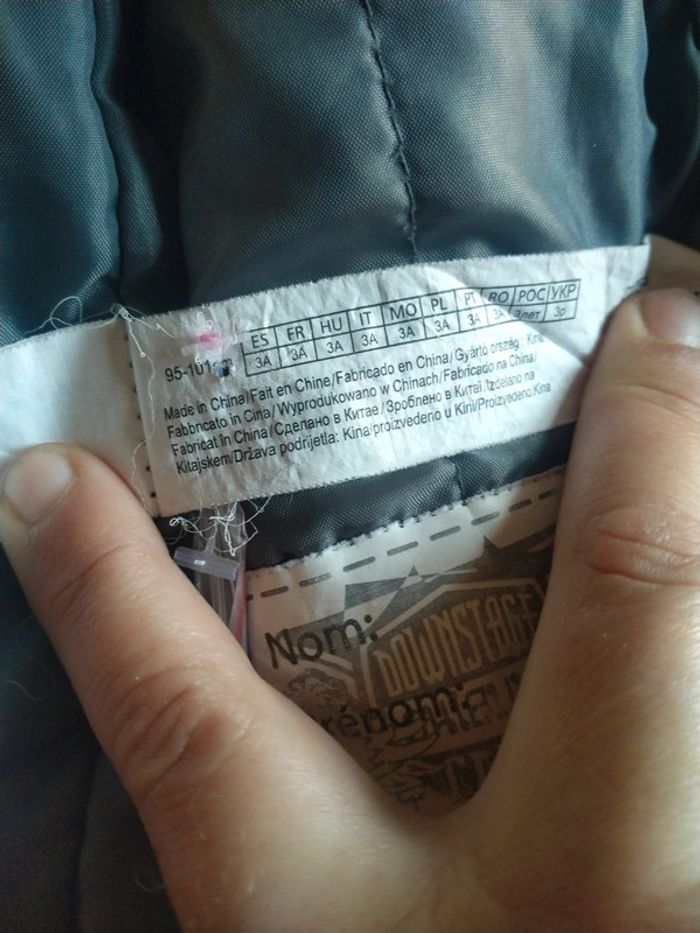 ES FR HU IT MO PL PT RO РОС УКР
3A 3A 3A 3A 3A 3A 3A 3A 3лет 3р
95-101cm
Made in China/Fait en Chine/Fabricado en China/Gyártó ország: Kína
Fabbricato in Cina/Wyprodukowano w Chinach/Fabricado na China/
Fabricat în China/Сделано в Китае/Зроблено в Китаї/Izdelano na
Kitajskem/Država podrijetla: Kina/proizvedeno u Kini/Proizvedeno:Kina
Nom:
DOWNSTAGE
Prénom: